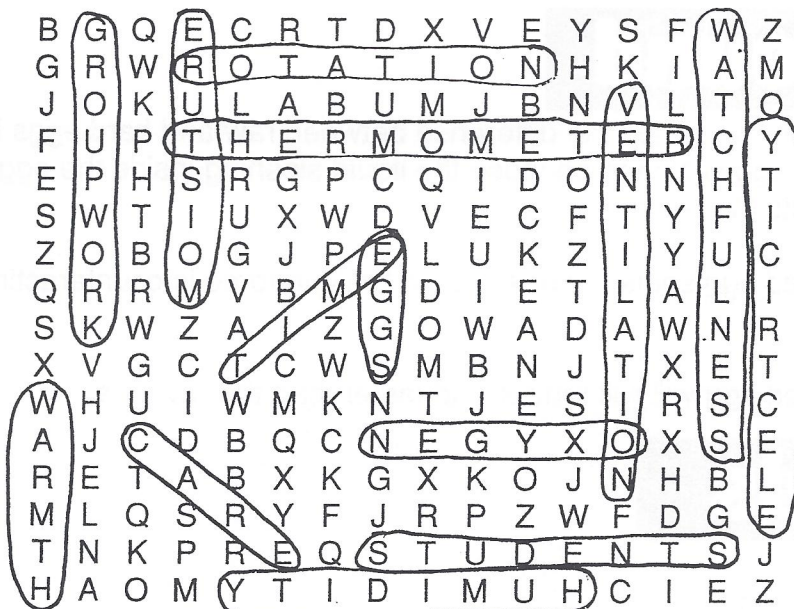 B G Q E C R T D X V E Y S F W Z
G R W R O T A T I O N H K I A M
J O K U L A B U M J B N V L T O
F U P T H E R M O M E T E R C Y
E P H S R G P C Q I D O N N H T
S W T I U X W D V E C F T Y F I
Z O B O G J P E L U K Z I Y U C
Q R R M V B M G D I E T L A L I
S K W Z A I Z G O W A D A W N R
X V G C T C W S M B N J T X E T
W H U I W M K N T J E S I R S C
A J C D B Q C N E G Y X O X S E
R E T A B X K G X K O J N H B L
M L Q S R Y F J R P Z W F D G E
T N K P R E Q S T U D E N T S J
H A O M Y T I D I M U H C I E Z